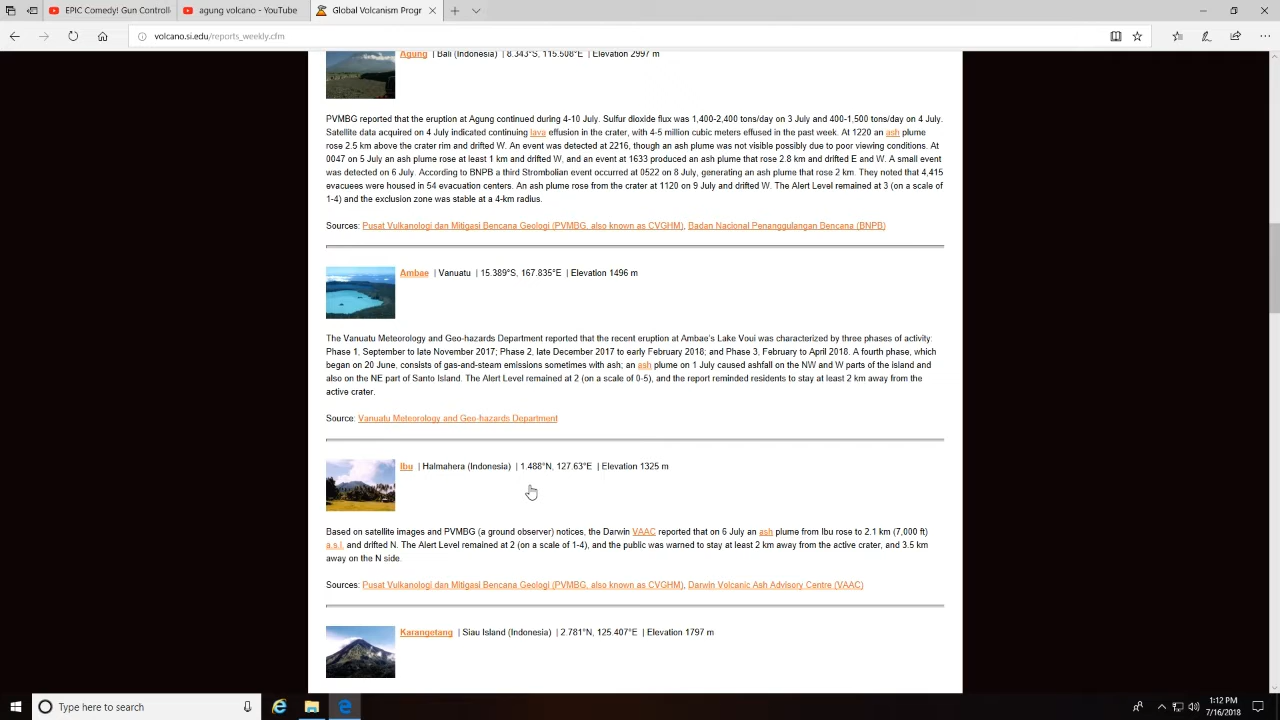 EPIC Comedy! Gun Controll
agung volcano - YouTube
Global Volcanism Progr
volcano.si.edu/reports_weekly.cfm
Agung | Bali (Indonesia) | 8.343°S, 115.508°E | Elevation 2997 m
PVMBG reported that the eruption at Agung continued during 4-10 July. Sulfur dioxide flux was 1,400-2,400 tons/day on 3 July and 400-1,500 tons/day on 4 July.
Satellite data acquired on 4 July indicated continuing lava effusion in the crater, with 4-5 million cubic meters effused in the past week. At 1220 an ash plume
rose 2.5 km above the crater rim and drifted W. An event was detected at 2216, though an ash plume was not visible possibly due to poor viewing conditions. At
0047 on 5 July an ash plume rose at least 1 km and drifted W, and an event at 1633 produced an ash plume that rose 2.8 km and drifted E and W. A small event
was detected on 6 July. According to BNPB a third Strombolian event occurred at 0522 on 8 July, generating an ash plume that rose 2 km. They noted that 4,415
evacuees were housed in 54 evacuation centers. An ash plume rose from the crater at 1120 on 9 July and drifted W. The Alert Level remained at 3 (on a scale of
1-4) and the exclusion zone was stable at a 4-km radius.
Sources: Pusat Vulkanologi dan Mitigasi Bencana Geologi (PVMBG, also known as CVGHM), Badan Nacional Penanggulangan Bencana (BNPB)
Ambae | Vanuatu | 15.389°S, 167.835°E | Elevation 1496 m
The Vanuatu Meteorology and Geo-hazards Department reported that the recent eruption at Ambae's Lake Voui was characterized by three phases of activity:
Phase 1, September to late November 2017; Phase 2, late December 2017 to early February 2018; and Phase 3, February to April 2018. A fourth phase, which
began on 20 June, consists of gas-and-steam emissions sometimes with ash; an ash plume on 1 July caused ashfall on the NW and W parts of the island and
also on the NE part of Santo Island. The Alert Level remained at 2 (on a scale of 0-5), and the report reminded residents to stay at least 2 km away from the
active crater.
Source: Vanuatu Meteorology and Geo-hazards Department
Ibu | Halmahera (Indonesia) | 1.488°N, 127.63°E | Elevation 1325 m
Based on satellite images and PVMBG (a ground observer) notices, the Darwin VAAC reported that on 6 July an ash plume from Ibu rose to 2.1 km (7,000 ft)
a.s.l. and drifted N. The Alert Level remained at 2 (on a scale of 1-4), and the public was warned to stay at least 2 km away from the active crater, and 3.5 km
away on the N side.
Sources: Pusat Vulkanologi dan Mitigasi Bencana Geologi (PVMBG, also known as CVGHM), Darwin Volcanic Ash Advisory Centre (VAAC)
Karangetang | Siau Island (Indonesia) | 2.781°N, 125.407°E | Elevation 1797 m
Type here to search
1:12 PM
7/16/2018